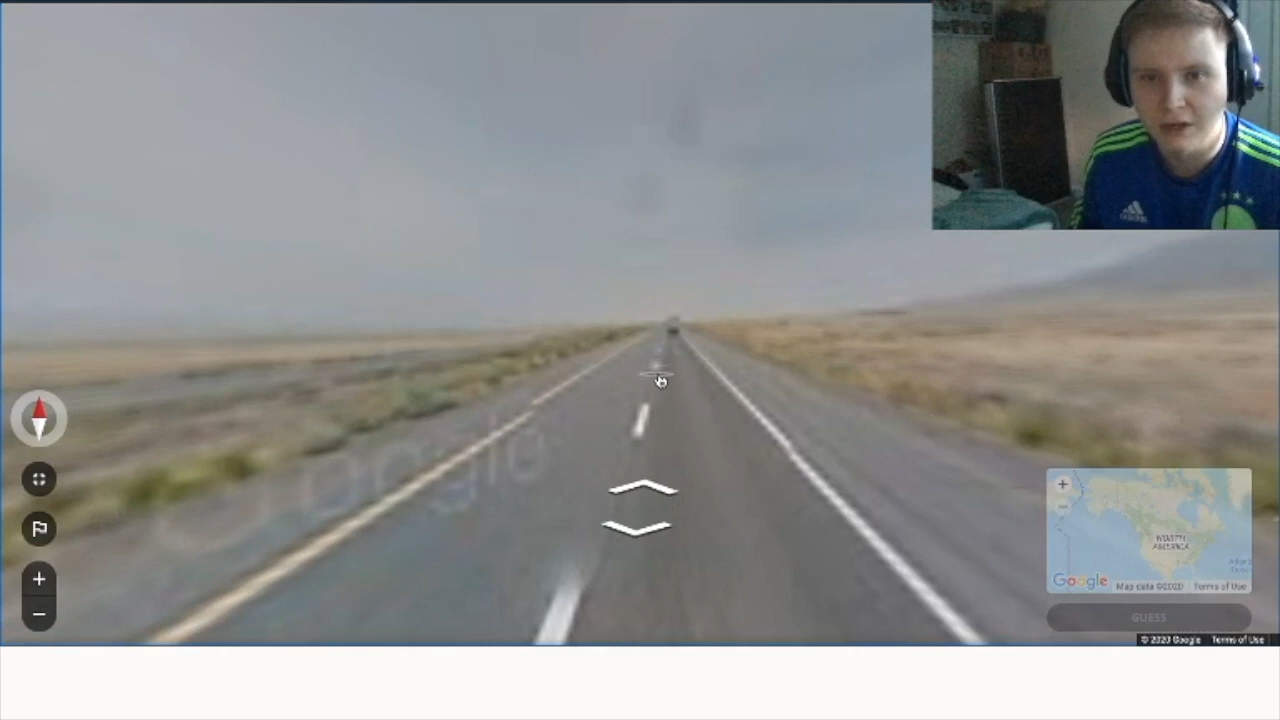 Google
adidas
+
NORTH
AMERICA
Google
Map data ©2020
Terms of Use
+
−
GUESS
© 2020 Google
Terms of Use